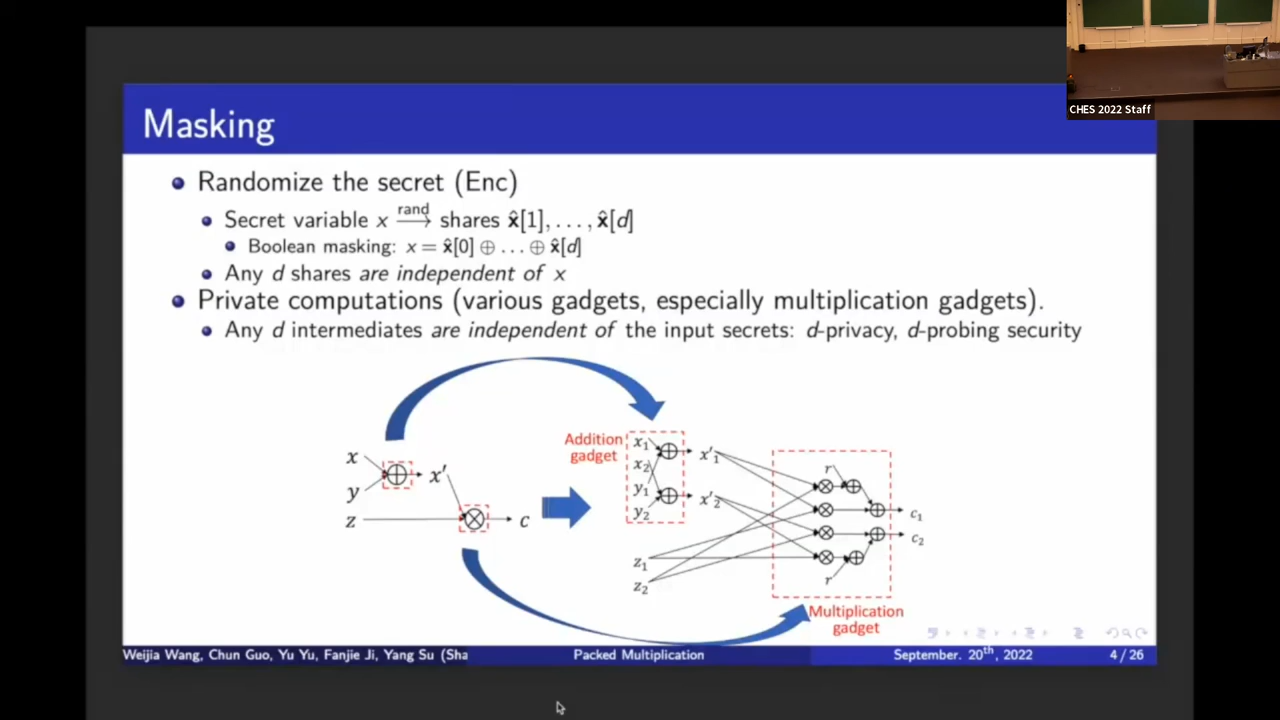 CHES 2022 Staff
Masking
Randomize the secret (Enc)
Secret variable x rand⟶ shares x̂[1], . . . , x̂[d]
Boolean masking: x = x̂[0] ⊕ . . . ⊕ x̂[d]
Any d shares are independent of x
Private computations (various gadgets, especially multiplication gadgets).
Any d intermediates are independent of the input secrets: d-privacy, d-probing security
x
y
z
x′
c
Addition
gadget
x₁
x₂
y₁
y₂
x′₁
x′₂
z₁
z₂
r
r
c₁
c₂
Multiplication
gadget
Weijia Wang, Chun Guo, Yu Yu, Fanjie Ji, Yang Su (Sha
Packed Multiplication
September. 20th, 2022
4 / 26